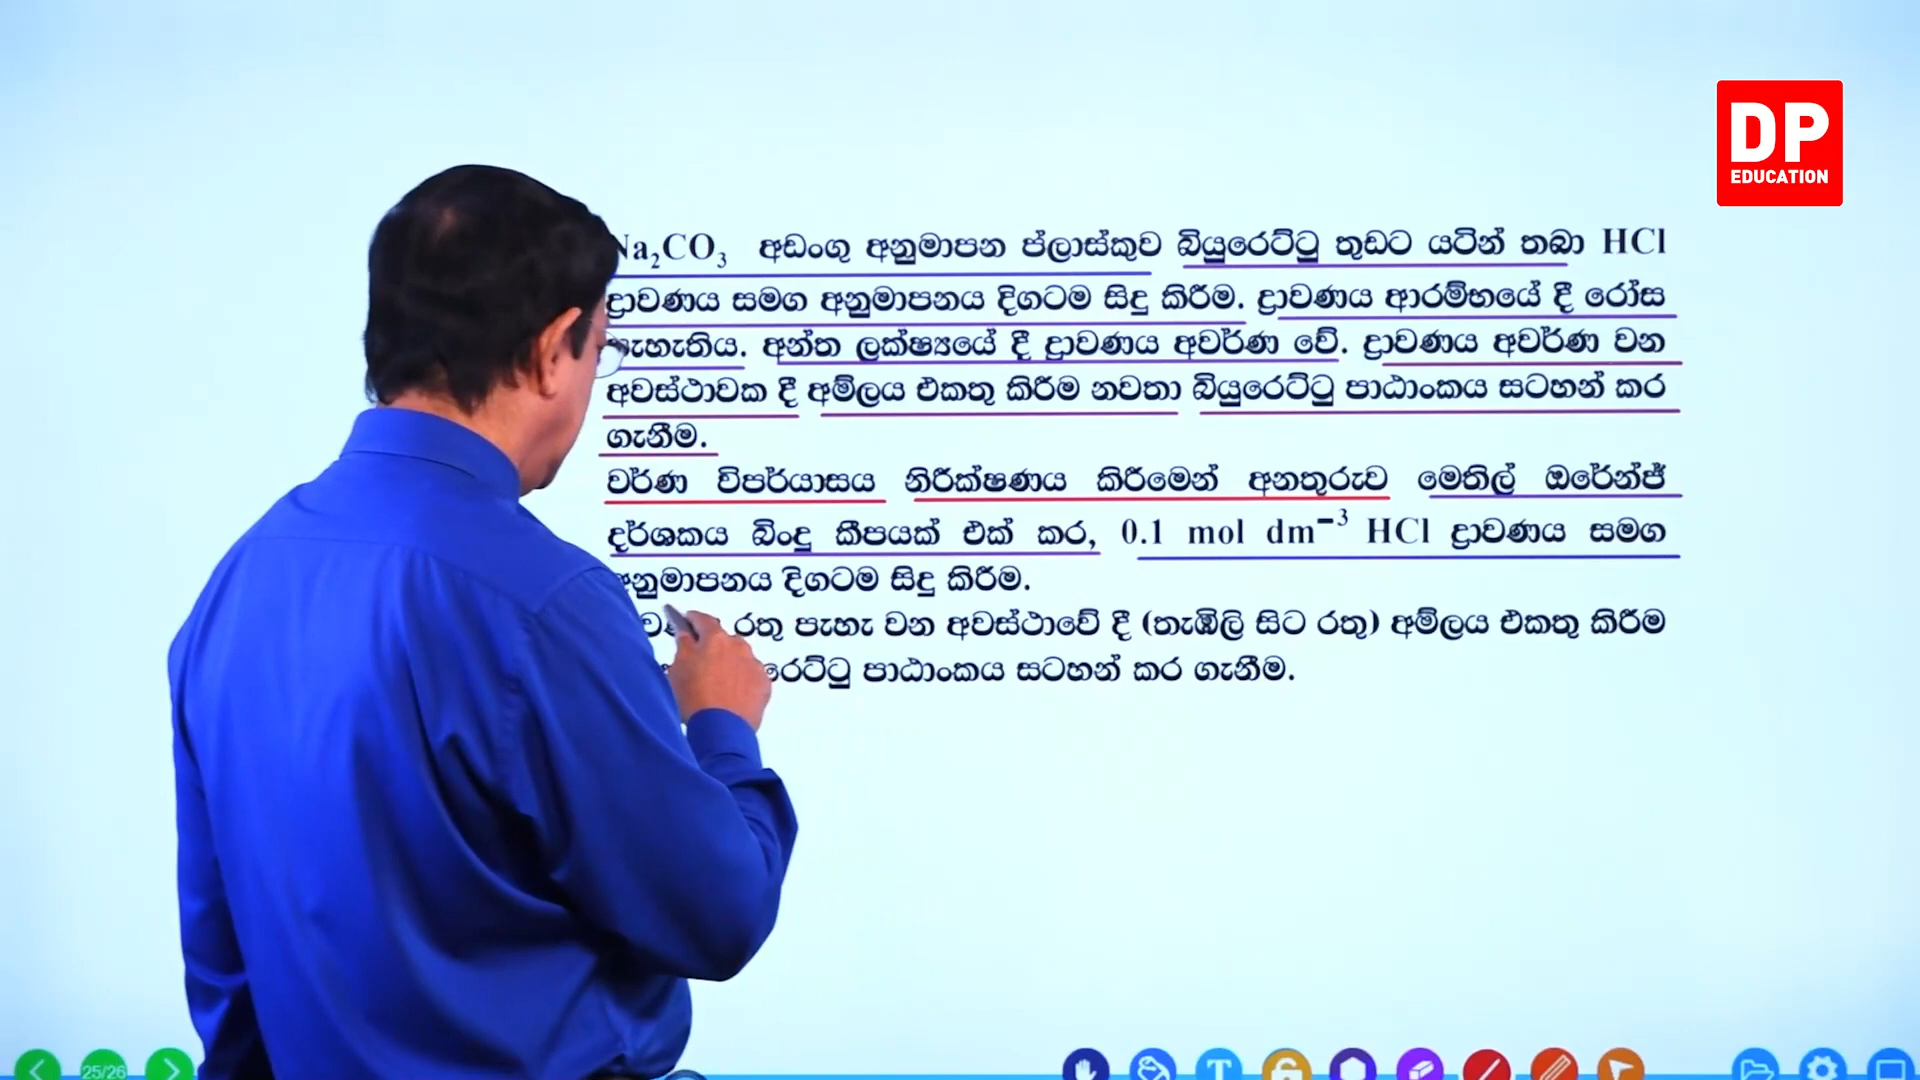 DP
EDUCATION
Na₂CO₃ අඩංගු අනුමාපන ප්ලාස්කුව බියුරෙට්ටු තුඩට යටින් තබා HCl
ද්‍රාවණය සමග අනුමාපනය දිගටම සිදු කිරීම. ද්‍රාවණය ආරම්භයේ දී රෝස
පැහැතිය. අන්ත ලක්ෂ්‍යයේ දී ද්‍රාවණය අවර්ණ වේ. ද්‍රාවණය අවර්ණ වන
අවස්ථාවක දී අම්ලය එකතු කිරීම නවතා බියුරෙට්ටු පාඨාංකය සටහන් කර
ගැනීම.
වර්ණ විපර්යාසය නිරීක්ෂණය කිරීමෙන් අනතුරුව මෙතිල් ඔරේන්ජ්
දර්ශකය බිංදු කීපයක් එක් කර, 0.1 mol dm⁻³ HCl ද්‍රාවණය සමග
අනුමාපනය දිගටම සිදු කිරීම.
රතු පැහැ වන අවස්ථාවේ දී (තැඹිලි සිට රතු) අම්ලය එකතු කිරීම
පාඨාංකය සටහන් කර ගැනීම.
25/26